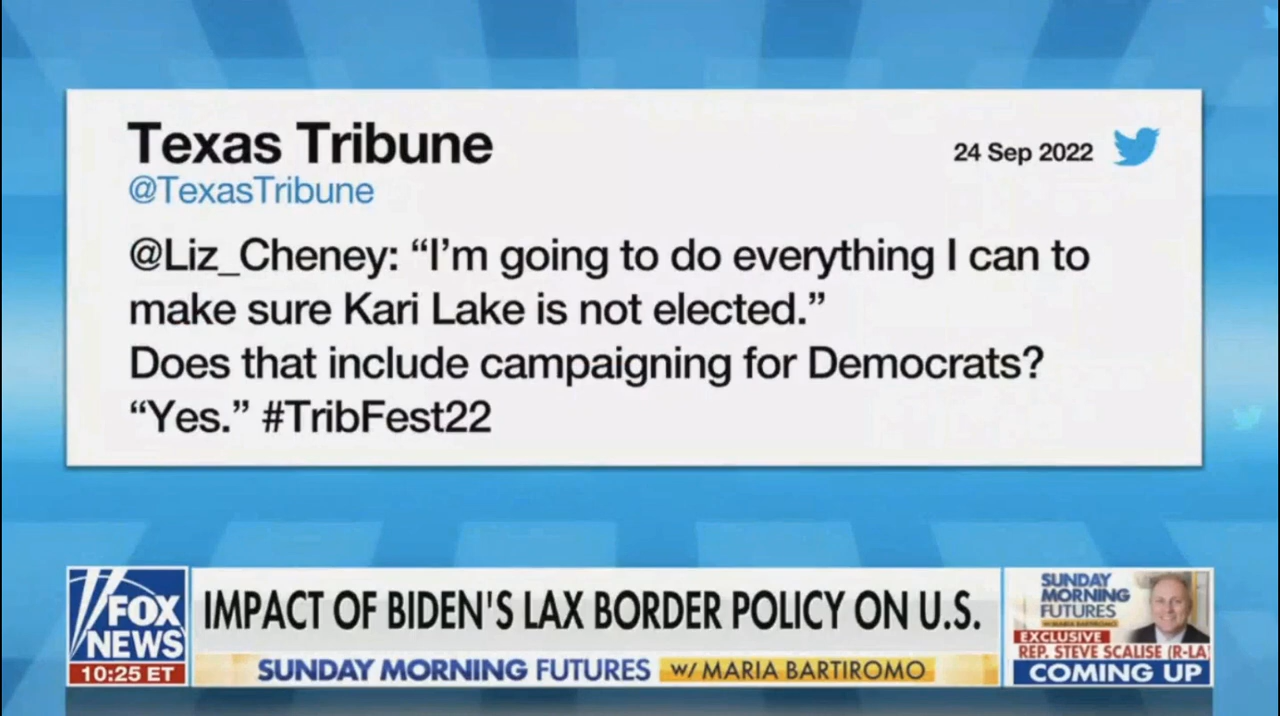 Texas Tribune
24 Sep 2022
@TexasTribune
@Liz_Cheney: “I’m going to do everything I can to
make sure Kari Lake is not elected.”
Does that include campaigning for Democrats?
“Yes.” #TribFest22
FOX
NEWS
10:25 ET
IMPACT OF BIDEN'S LAX BORDER POLICY ON U.S.
SUNDAY MORNING FUTURES W/ MARIA BARTIROMO
SUNDAY
MORNING
FUTURES
W/ MARIA BARTIROMO
EXCLUSIVE
REP. STEVE SCALISE (R-LA)
COMING UP